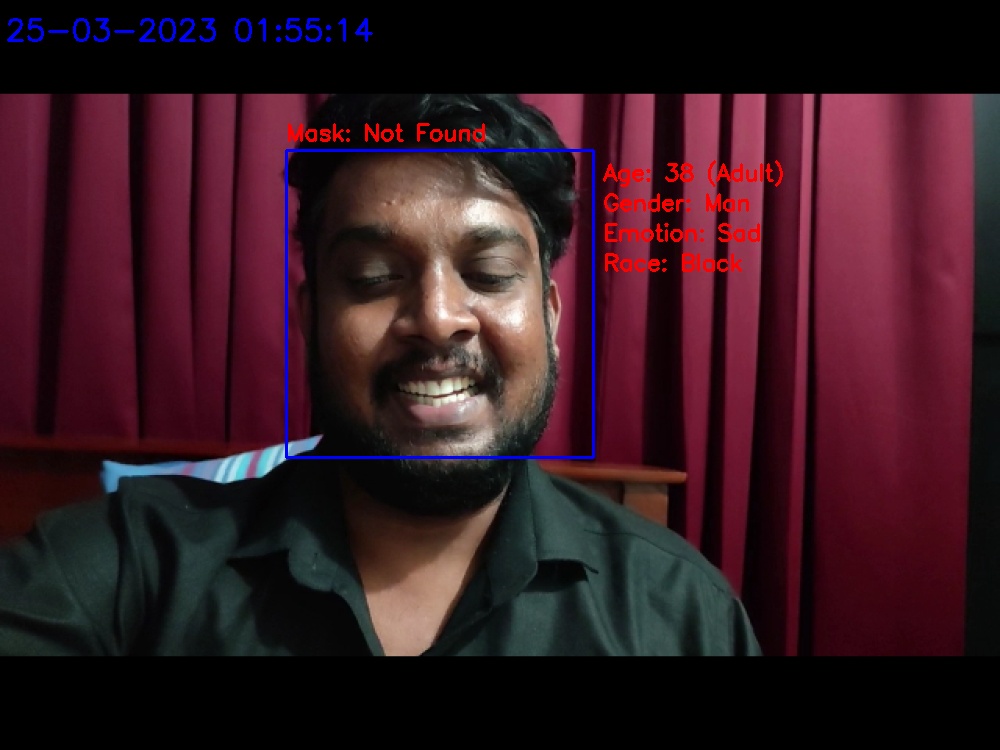 25-03-2023 01:55:14
Mask: Not Found
Age: 38 (Adult)
Gender: Man
Emotion: Sad
Race: Black